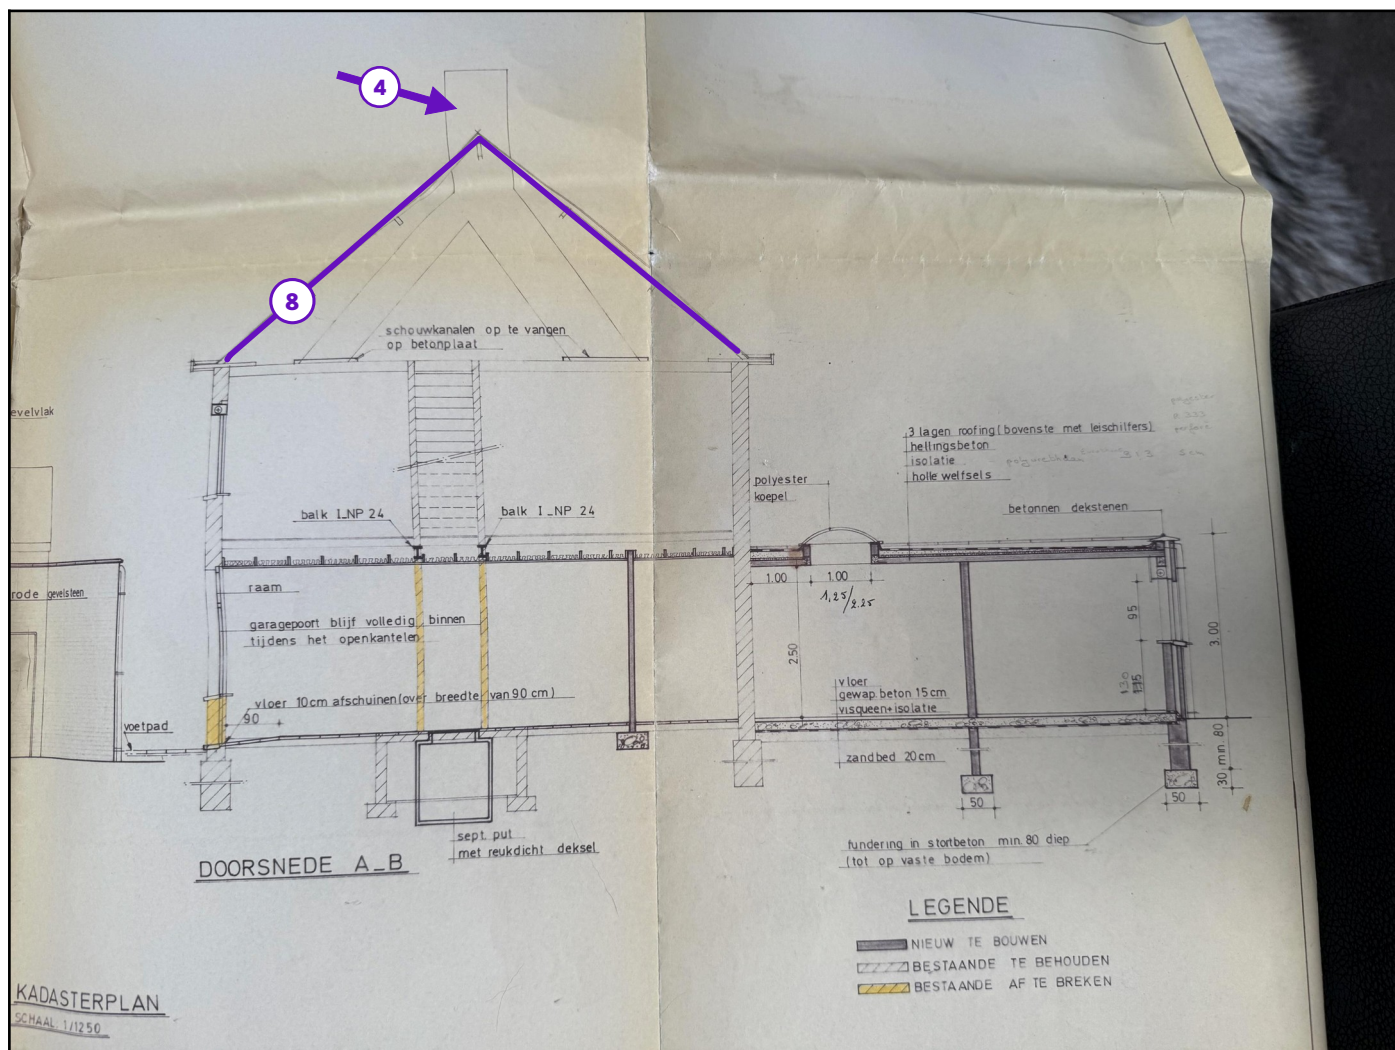 4
8
schouwkanalen op te vangen
op betonplaat
evelvlak
3 lagen roofing (bovenste met leischilfers)
hellingsbeton
isolatie
holle welfsels
polyester
koepel
betonnen dekstenen
balk I_NP 24
balk I_NP 24
raam
rode gevelsteen
1.00
1.00
1,25/2.25
garagepoort blijf volledig binnen
tijdens het openkantelen
2.50
95
3.00
vloer
gewap. beton 15cm
visqueen+isolatie
vloer 10cm afschuinen (over breedte van 90 cm)
90
voetpad
zandbed 20cm
30 min. 80
50
50
sept. put
met reukdicht deksel
fundering in stortbeton min. 80 diep
(tot op vaste bodem)
DOORSNEDE A_B
LEGENDE
NIEUW TE BOUWEN
BESTAANDE TE BEHOUDEN
BESTAANDE AF TE BREKEN
KADASTERPLAN
SCHAAL: 1/1250